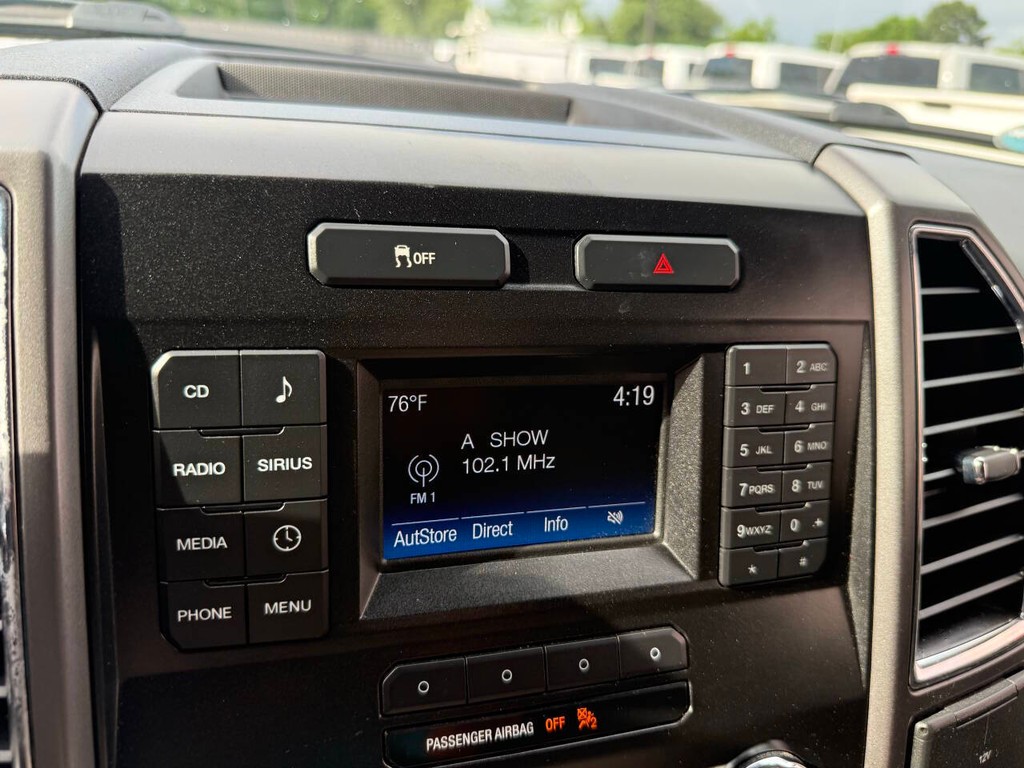 OFF
CD
RADIO SIRIUS
MEDIA
PHONE MENU
76°F 4:19
A SHOW
102.1 MHz
FM 1
AutStore Direct Info
1 2 ABC
3 DEF 4 GHI
5 JKL 6 MNO
7 PQRS 8 TUV
9 WXYZ 0 .+
* #
PASSENGER AIRBAG OFF 2
12V